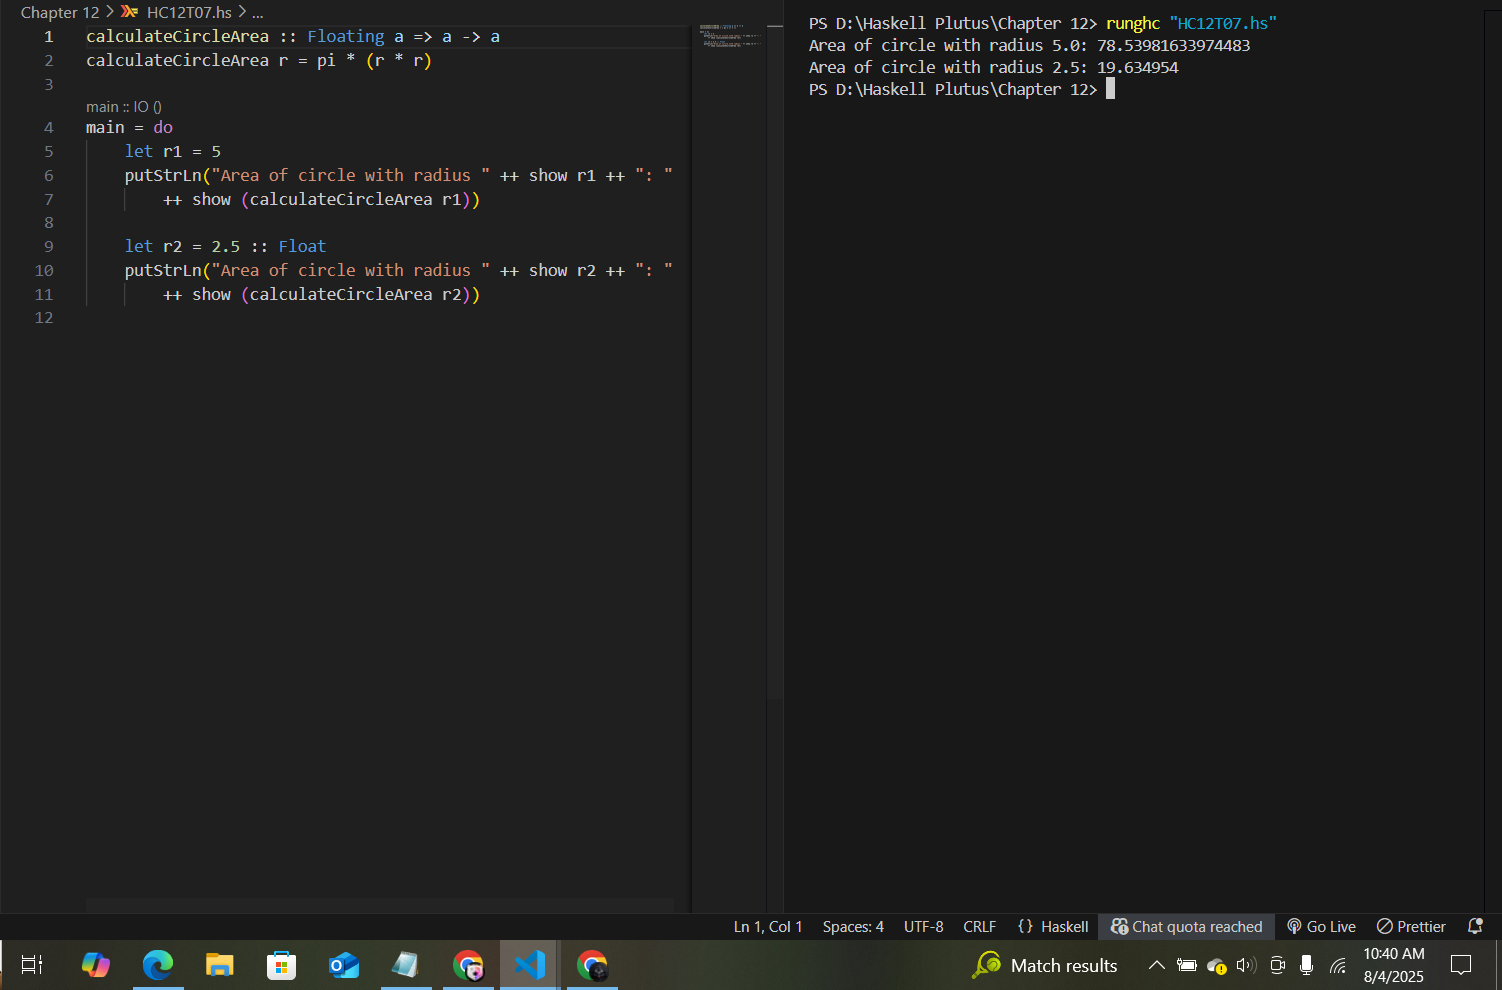 Chapter 12 > HC12T07.hs > ...
1 calculateCircleArea :: Floating a => a -> a
2 calculateCircleArea r = pi * (r * r)
3
main :: IO ()
4 main = do
5 let r1 = 5
6 putStrLn("Area of circle with radius " ++ show r1 ++ ": "
7 ++ show (calculateCircleArea r1))
8
9 let r2 = 2.5 :: Float
10 putStrLn("Area of circle with radius " ++ show r2 ++ ": "
11 ++ show (calculateCircleArea r2))
12
PS D:\Haskell Plutus\Chapter 12> runghc "HC12T07.hs"
Area of circle with radius 5.0: 78.53981633974483
Area of circle with radius 2.5: 19.634954
PS D:\Haskell Plutus\Chapter 12>
Ln 1, Col 1 Spaces: 4 UTF-8 CRLF {} Haskell Chat quota reached Go Live Prettier
Match results
10:40 AM
8/4/2025